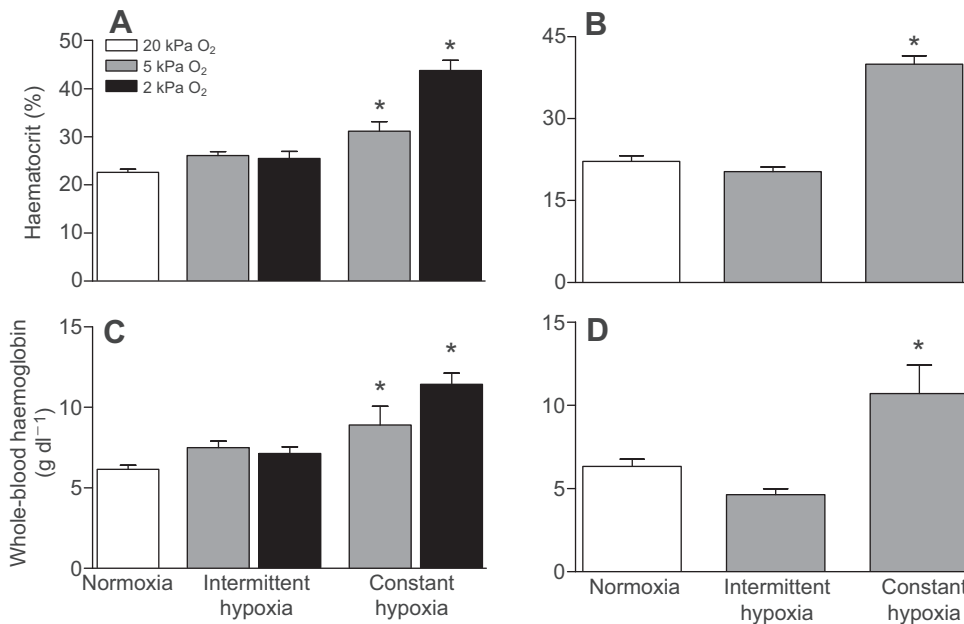 A
B
50
40
30
20
10
0
Haematocrit (%)
20 kPa O₂
5 kPa O₂
2 kPa O₂
*
*
45
30
15
0
*
C
D
15
10
5
0
Whole-blood haemoglobin
(g dl⁻¹)
*
*
15
10
5
0
*
Normoxia
Intermittent
hypoxia
Constant
hypoxia
Normoxia
Intermittent
hypoxia
Constant
hypoxia